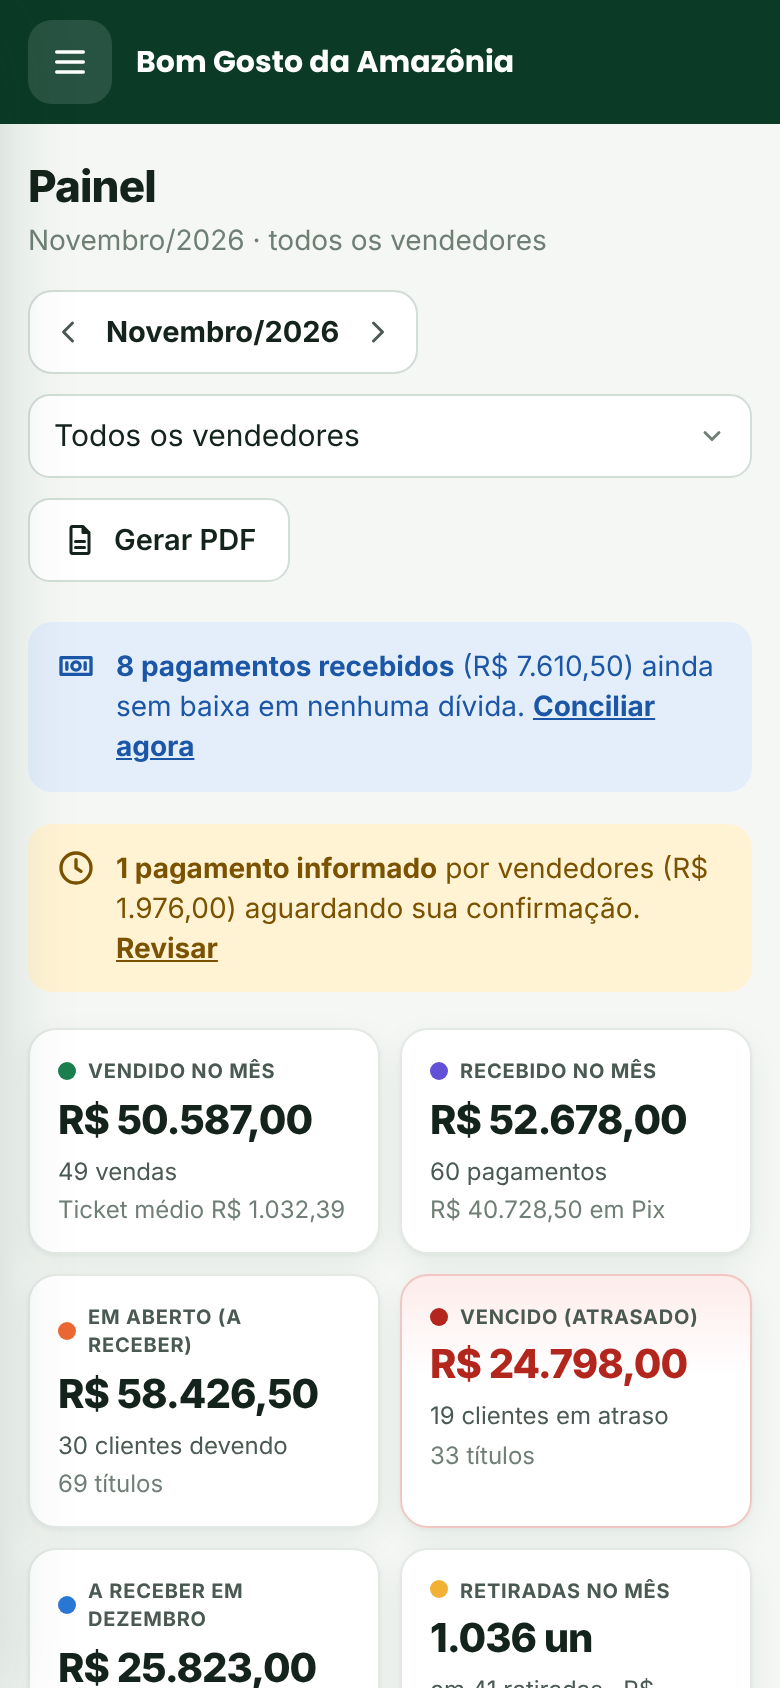 Bom Gosto da Amazônia
Painel
Novembro/2026 · todos os vendedores
Novembro/2026
Todos os vendedores
Gerar PDF
8 pagamentos recebidos (R$ 7.610,50) ainda
sem baixa em nenhuma dívida. Conciliar
agora
1 pagamento informado por vendedores (R$
1.976,00) aguardando sua confirmação.
Revisar
VENDIDO NO MÊS
R$ 50.587,00
49 vendas
Ticket médio R$ 1.032,39
RECEBIDO NO MÊS
R$ 52.678,00
60 pagamentos
R$ 40.728,50 em Pix
EM ABERTO (A
RECEBER)
R$ 58.426,50
30 clientes devendo
69 títulos
VENCIDO (ATRASADO)
R$ 24.798,00
19 clientes em atraso
33 títulos
A RECEBER EM
DEZEMBRO
R$ 25.823,00
RETIRADAS NO MÊS
1.036 un
em 41 retiradas · R$